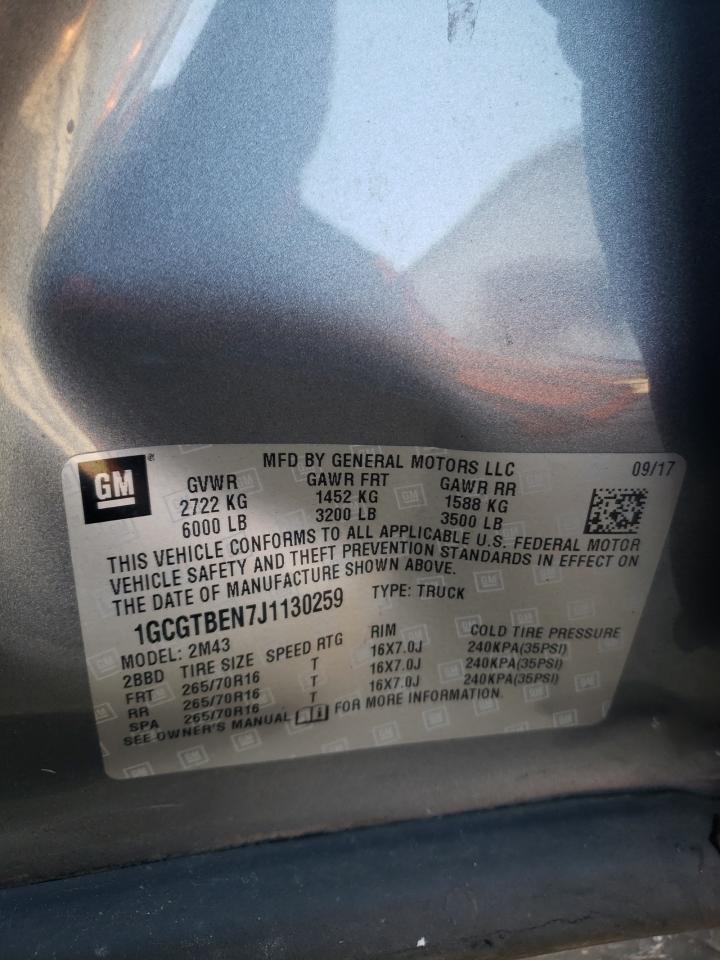 GM ®
MFD BY GENERAL MOTORS LLC 09/17
GVWR GAWR FRT GAWR RR
2722 KG 1452 KG 1588 KG
6000 LB 3200 LB 3500 LB
THIS VEHICLE CONFORMS TO ALL APPLICABLE U.S. FEDERAL MOTOR
VEHICLE SAFETY AND THEFT PREVENTION STANDARDS IN EFFECT ON
THE DATE OF MANUFACTURE SHOWN ABOVE.
1GCGTBEN7J1130259 TYPE: TRUCK
MODEL: 2M43
2BBD TIRE SIZE SPEED RTG RIM COLD TIRE PRESSURE
FRT 265/70R16 T 16X7.0J 240KPA(35PSI)
RR 265/70R16 T 16X7.0J 240KPA(35PSI)
SPA 265/70R16 T 16X7.0J 240KPA(35PSI)
SEE OWNER'S MANUAL FOR MORE INFORMATION.